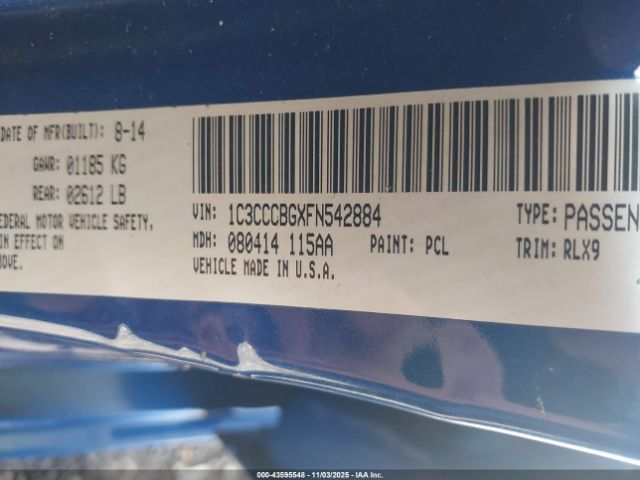 DATE OF MFR(BUILT): 8-14
GAWR: 01185 KG
REAR: 02612 LB
FEDERAL MOTOR VEHICLE SAFETY,
IN EFFECT ON
ABOVE.
VIN: 1C3CCCBGXFN542884 TYPE: PASSEN
MDH: 080414 115AA PAINT: PCL TRIM: RLX9
VEHICLE MADE IN U.S.A.
000-43595548 - 11/03/2025 - IAA Inc.